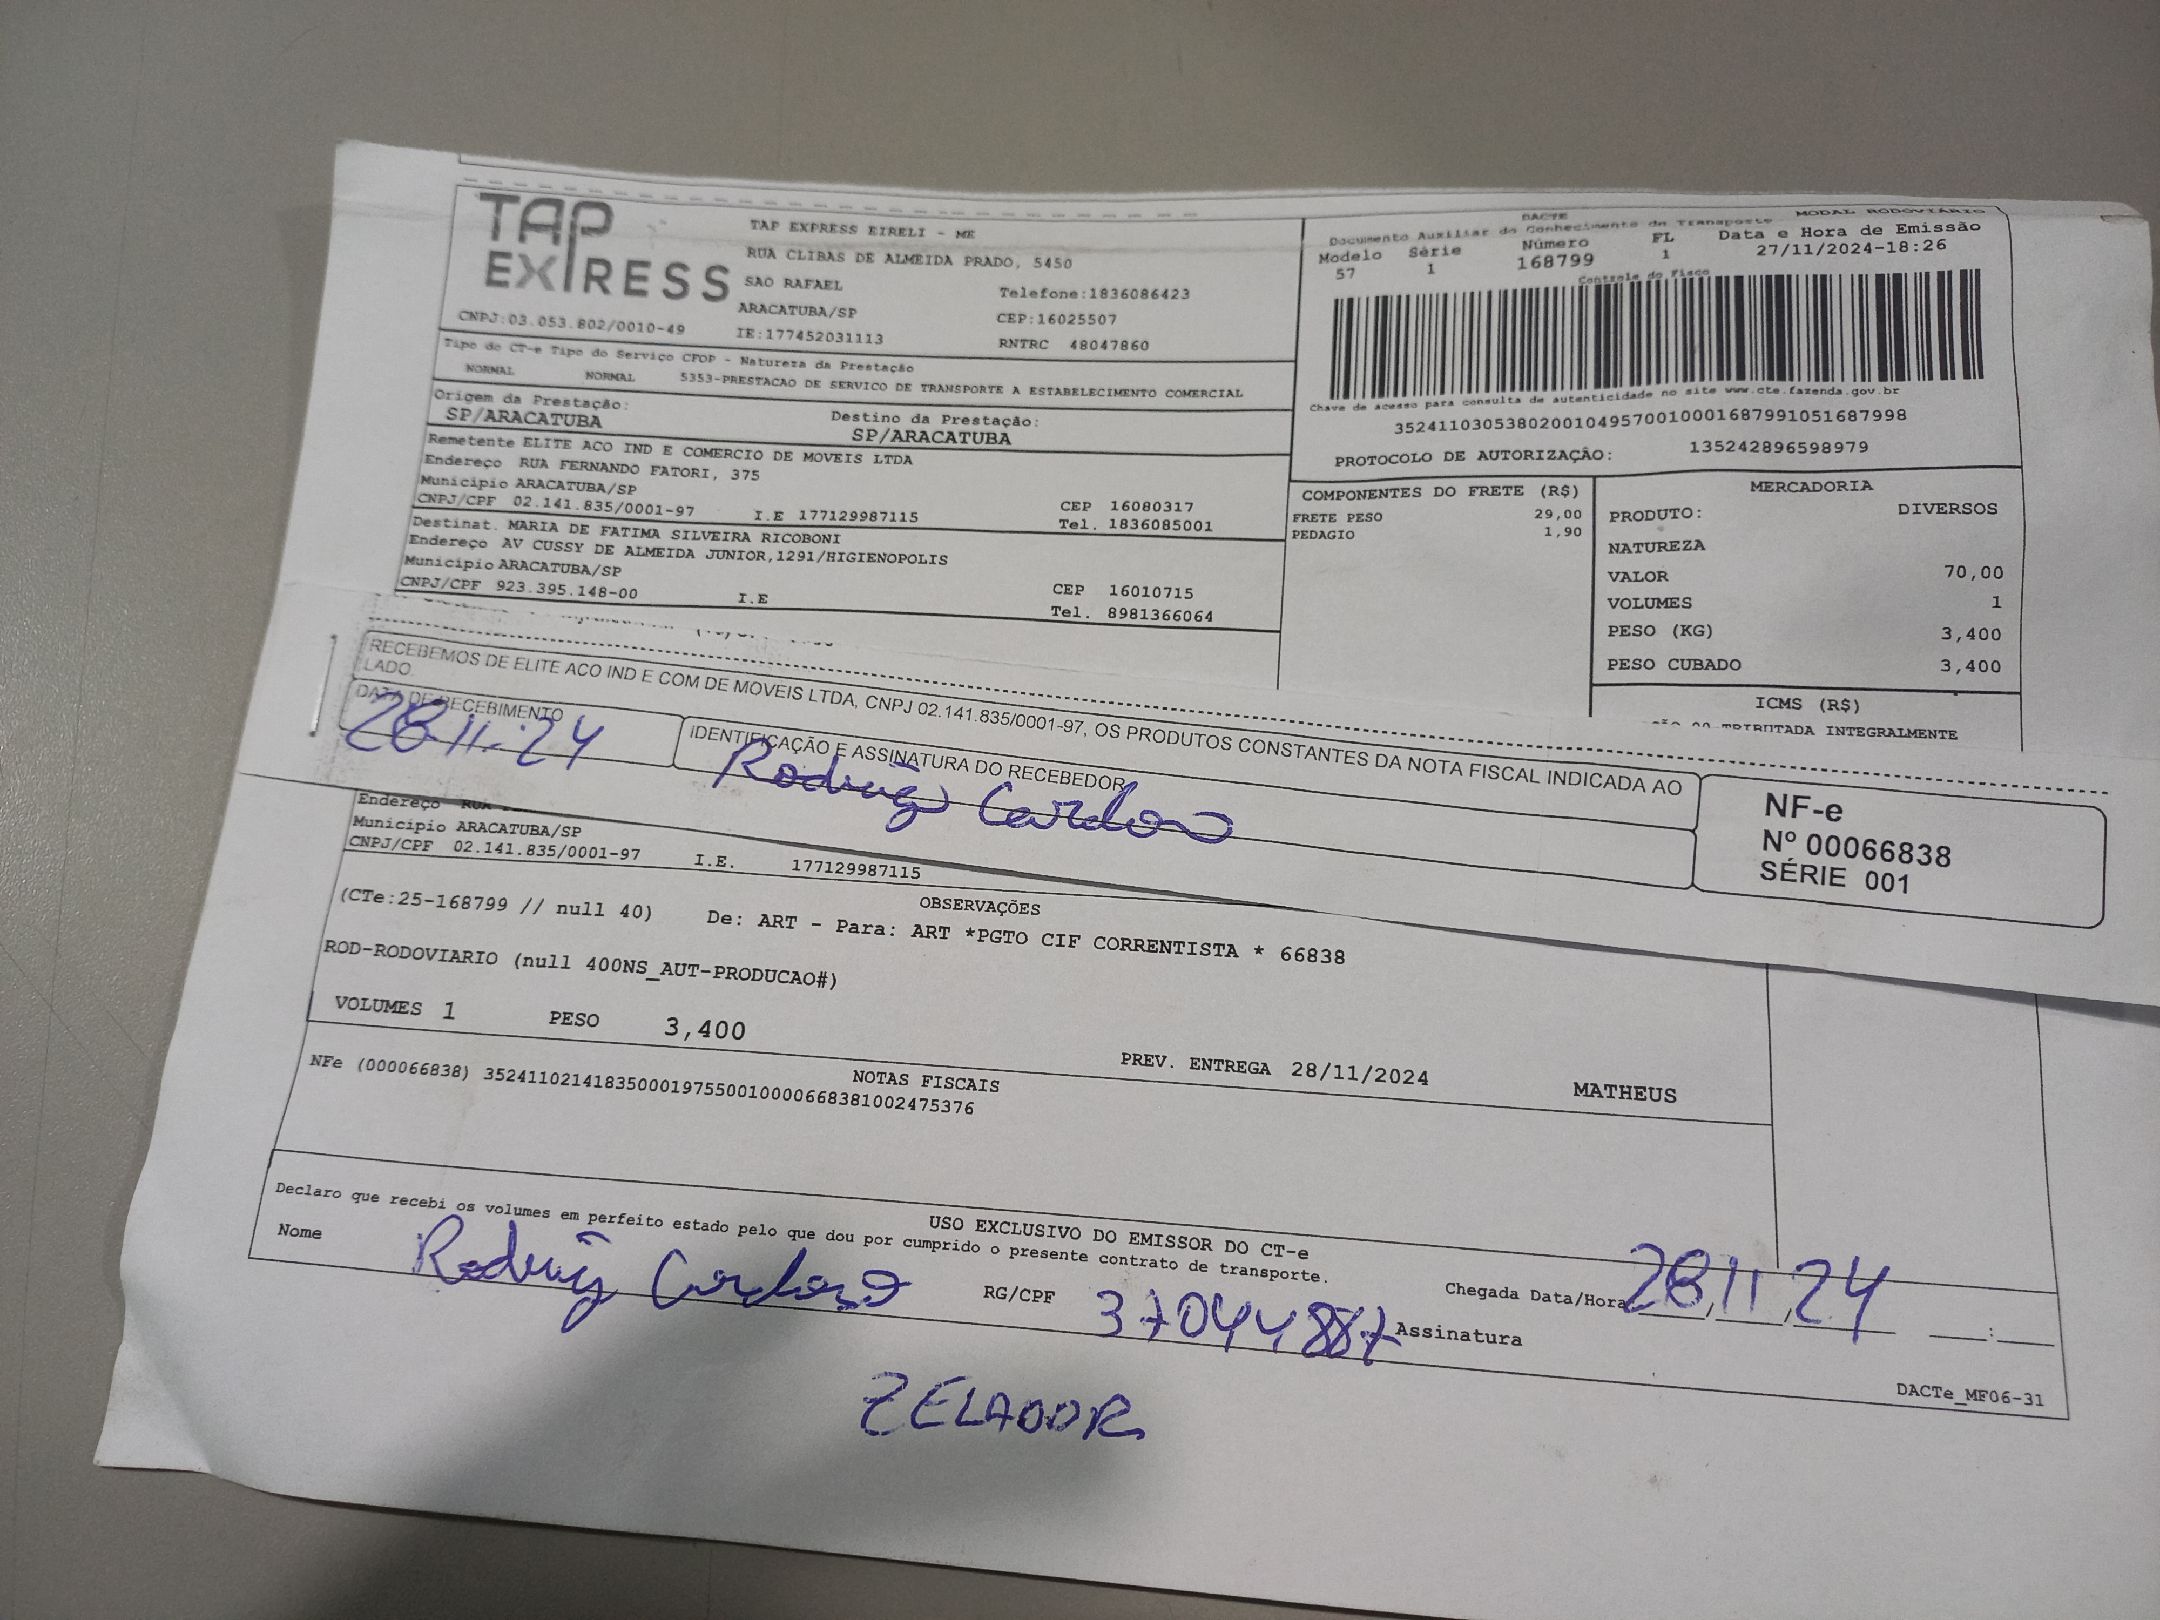 TAP EXPRESS
CNPJ:03.053.802/0010-49
TAP EXPRESS EIRELI - ME
RUA CLIBAS DE ALMEIDA PRADO, 5450
SAO RAFAEL
Telefone:1836086423
ARACATUBA/SP
CEP:16025507
IE:177452031113
RNTRC 48047860
DACTE
MODAL RODOVIÁRIO
Documento Auxiliar do Conhecimento de Transporte
Modelo Série Número FL Data e Hora de Emissão
57 1 168799 1 27/11/2024-18:26
Controle do Fisco
Chave de acesso para consulta de autenticidade no site www.cte.fazenda.gov.br
35241103053802001049570010001687991051687998
PROTOCOLO DE AUTORIZAÇÃO: 135242896598979
Tipo do CT-e Tipo do Serviço CFOP - Natureza da Prestação
NORMAL NORMAL 5353-PRESTACAO DE SERVICO DE TRANSPORTE A ESTABELECIMENTO COMERCIAL
Origem da Prestação: Destino da Prestação:
SP/ARACATUBA SP/ARACATUBA
Remetente ELITE ACO IND E COMERCIO DE MOVEIS LTDA
Endereço RUA FERNANDO FATORI, 375
Município ARACATUBA/SP CEP 16080317
CNPJ/CPF 02.141.835/0001-97 I.E 177129987115 Tel. 1836085001
Destinat. MARIA DE FATIMA SILVEIRA RICOBONI
Endereço AV CUSSY DE ALMEIDA JUNIOR,1291/HIGIENOPOLIS
Município ARACATUBA/SP CEP 16010715
CNPJ/CPF 923.395.148-00 I.E Tel. 8981366064
COMPONENTES DO FRETE (R$)
FRETE PESO 29,00
PEDAGIO 1,90
MERCADORIA
PRODUTO: DIVERSOS
NATUREZA
VALOR 70,00
VOLUMES 1
PESO (KG) 3,400
PESO CUBADO 3,400
ICMS (R$)
TRIBUTADA INTEGRALMENTE
RECEBEMOS DE ELITE ACO IND E COM DE MOVEIS LTDA, CNPJ 02.141.835/0001-97, OS PRODUTOS CONSTANTES DA NOTA FISCAL INDICADA AO
LADO.
DATA DE RECEBIMENTO
28.11.24
IDENTIFICAÇÃO E ASSINATURA DO RECEBEDOR
Rodrigo Cardoso
NF-e
Nº 00066838
SÉRIE 001
Endereço RUA
Município ARACATUBA/SP
CNPJ/CPF 02.141.835/0001-97 I.E. 177129987115
OBSERVAÇÕES
(CTe:25-168799 // null 40) De: ART - Para: ART *PGTO CIF CORRENTISTA * 66838
ROD-RODOVIARIO (null 400NS_AUT-PRODUCAO#)
VOLUMES 1 PESO 3,400
PREV. ENTREGA 28/11/2024 MATHEUS
NOTAS FISCAIS
NFe (000066838) 35241102141835000197550010000668381002475376
USO EXCLUSIVO DO EMISSOR DO CT-e
Declaro que recebi os volumes em perfeito estado pelo que dou por cumprido o presente contrato de transporte.
Nome Rodrigo Cardoso RG/CPF 370444887 Assinatura
Chegada Data/Hora 28/11/24 :
DACTe_MF06-31
ZELADOR